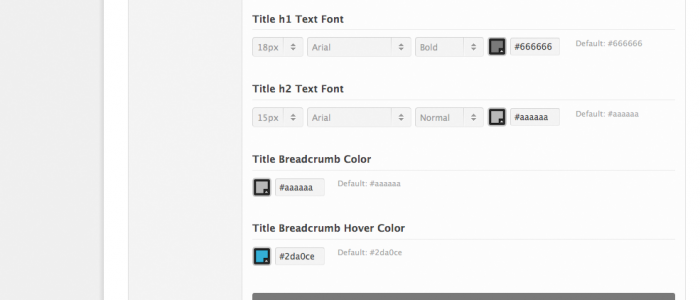 Title h1 Text Font
18px Arial Bold #666666 Default: #666666
Title h2 Text Font
15px Arial Normal #aaaaaa Default: #aaaaaa
Title Breadcrumb Color
#aaaaaa Default: #aaaaaa
Title Breadcrumb Hover Color
#2da0ce Default: #2da0ce